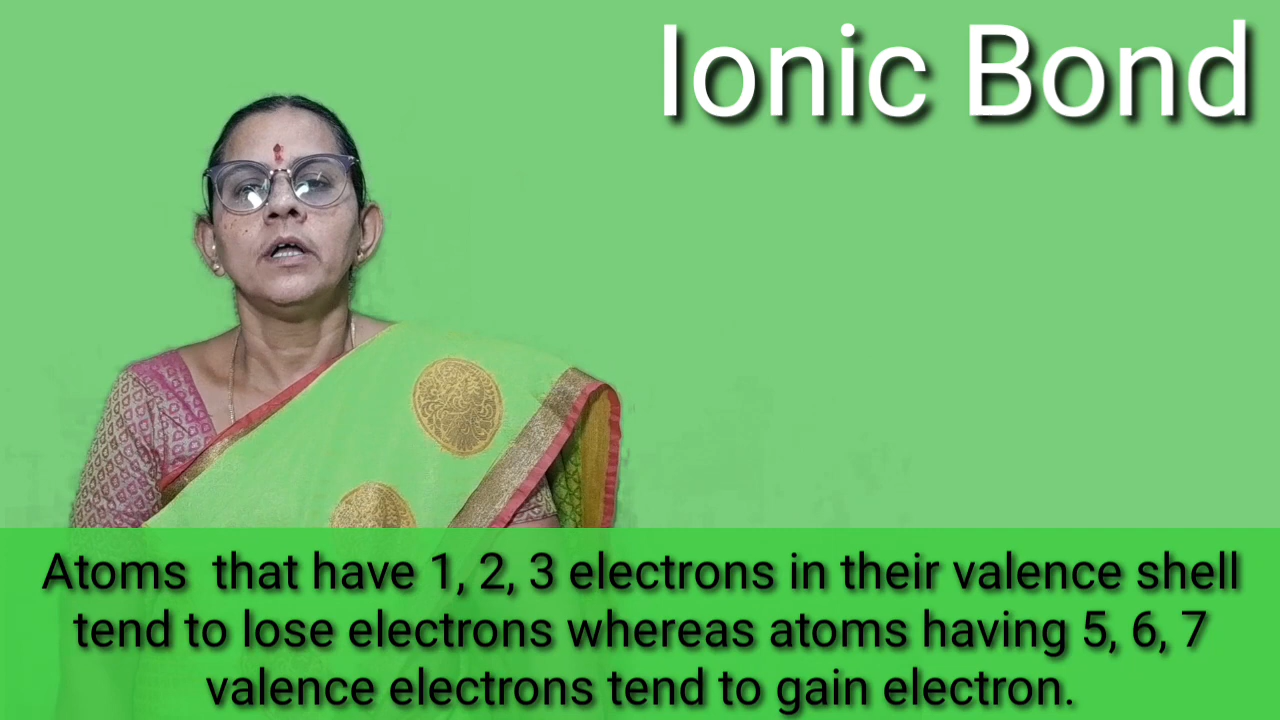 Ionic Bond
Atoms  that have 1, 2, 3 electrons in their valence shell
tend to lose electrons whereas atoms having 5, 6, 7
valence electrons tend to gain electron.